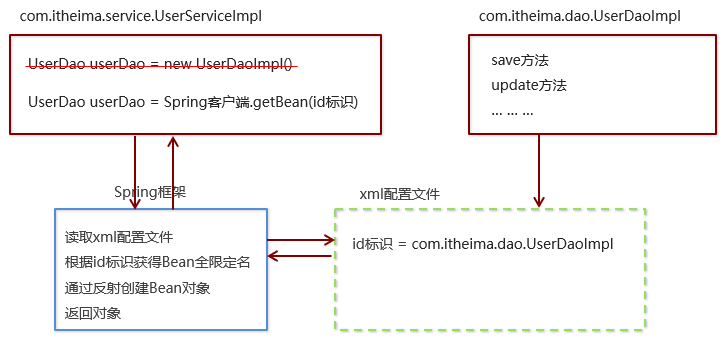 com.itheima.service.UserServiceImpl
UserDao userDao = new UserDaoImpl()
UserDao userDao = Spring客户端.getBean(id标识)
com.itheima.dao.UserDaoImpl
save方法
update方法
... ... ...
Spring框架
读取xml配置文件
根据id标识获得Bean全限定名
通过反射创建Bean对象
返回对象
xml配置文件
id标识 = com.itheima.dao.UserDaoImpl